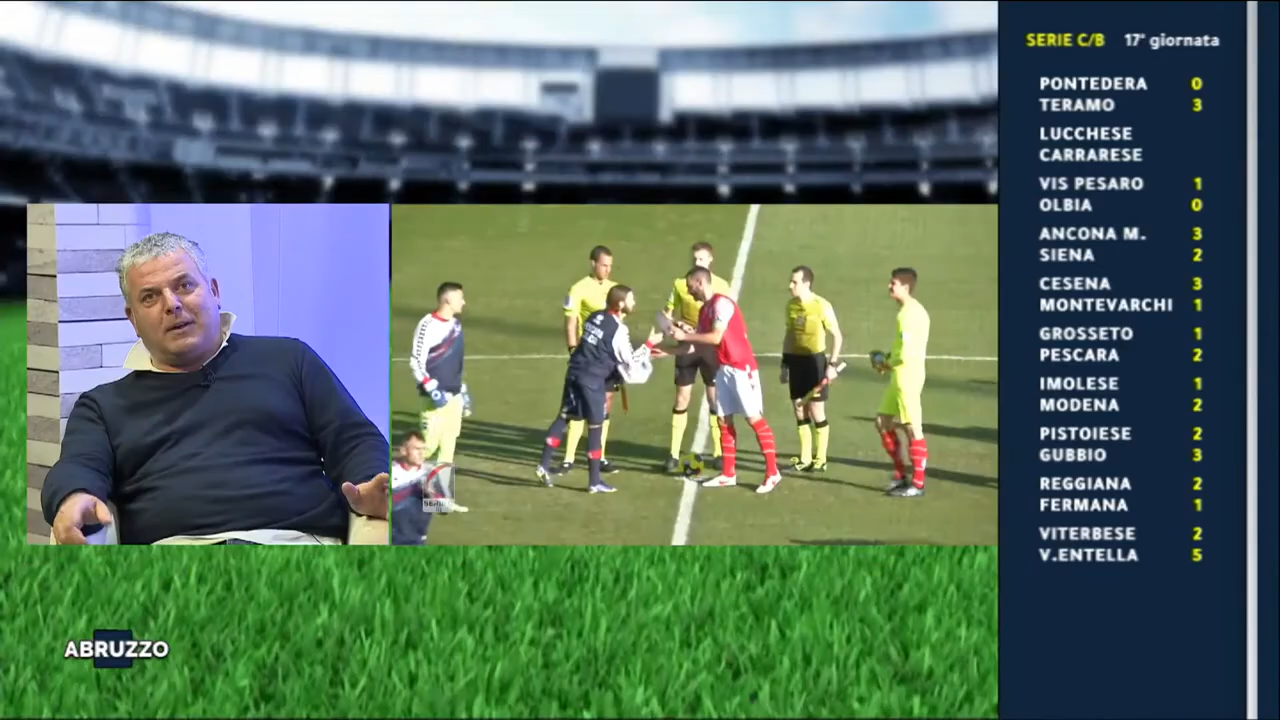 SERIE C/B 17ª giornata
PONTEDERA 0
TERAMO 3
LUCCHESE
CARRARESE
VIS PESARO 1
OLBIA 0
ANCONA M. 3
SIENA 2
CESENA 3
MONTEVARCHI 1
GROSSETO 1
PESCARA 2
IMOLESE 1
MODENA 2
PISTOIESE 2
GUBBIO 3
REGGIANA 2
FERMANA 1
VITERBESE 2
V.ENTELLA 5
ABRUZZO